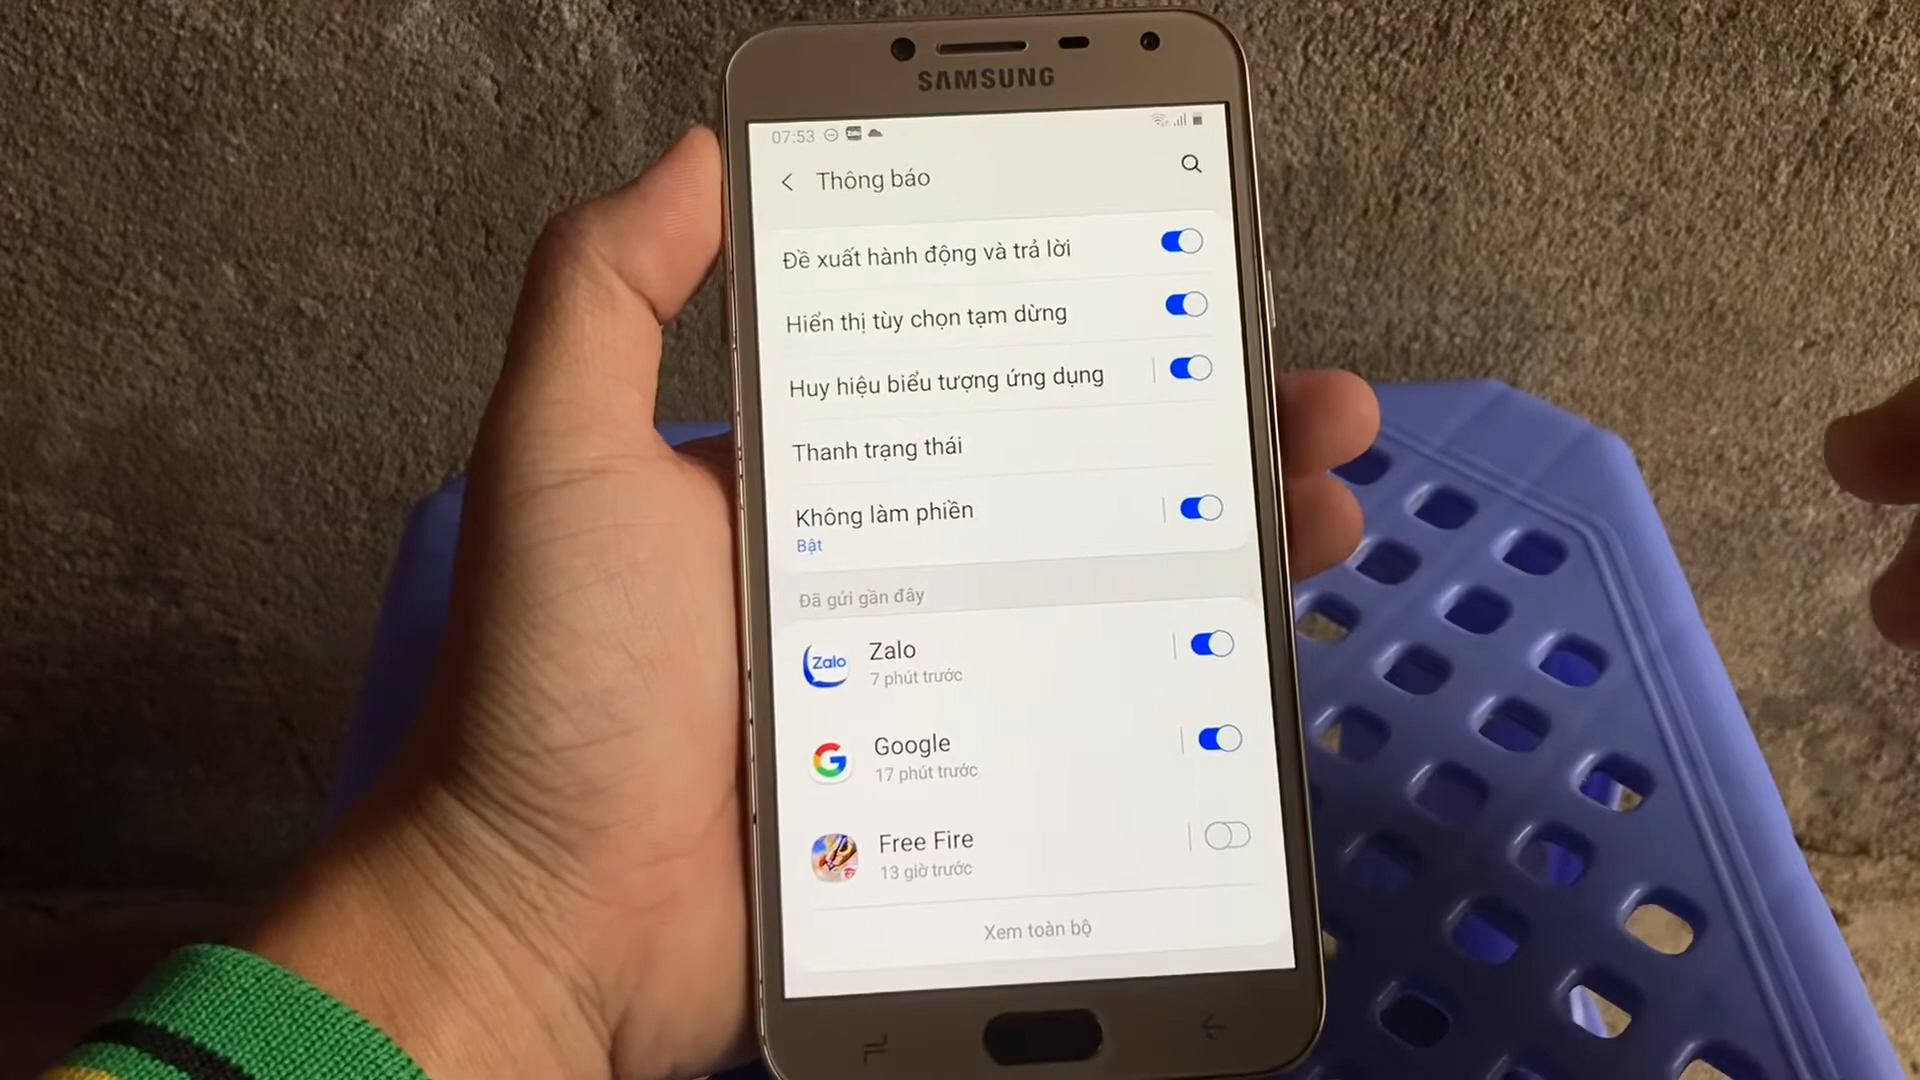 SAMSUNG
07:53
Thông báo
Đề xuất hành động và trả lời
Hiển thị tùy chọn tạm dừng
Huy hiệu biểu tượng ứng dụng
Thanh trạng thái
Không làm phiền
Bật
Đã gửi gần đây
Zalo
Zalo
7 phút trước
Google
17 phút trước
Free Fire
13 giờ trước
Xem toàn bộ